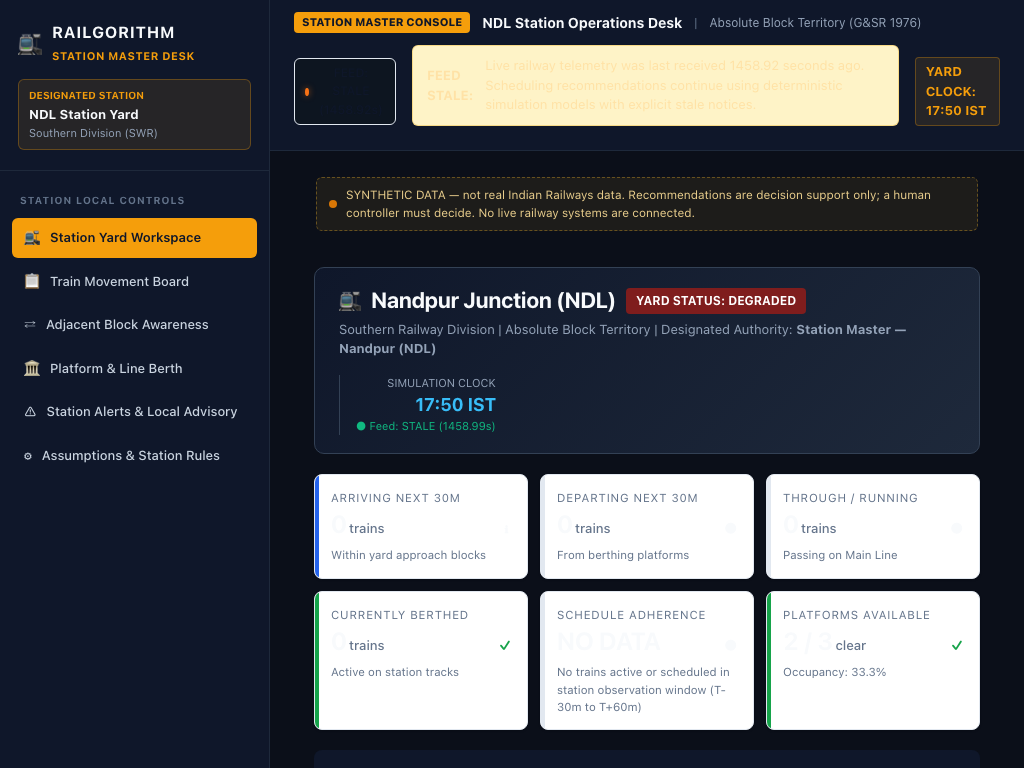 RAILGORITHM
STATION MASTER DESK
DESIGNATED STATION
NDL Station Yard
Southern Division (SWR)
STATION LOCAL CONTROLS
Station Yard Workspace
Train Movement Board
Adjacent Block Awareness
Platform & Line Berth
Station Alerts & Local Advisory
Assumptions & Station Rules
STATION MASTER CONSOLE NDL Station Operations Desk | Absolute Block Territory (G&SR 1976)
FEED STALE:
Live railway telemetry was last received 1458.92 seconds ago.
Scheduling recommendations continue using deterministic
simulation models with explicit stale notices.
YARD
CLOCK:
17:50 IST
SYNTHETIC DATA — not real Indian Railways data. Recommendations are decision support only; a human
controller must decide. No live railway systems are connected.
Nandpur Junction (NDL) YARD STATUS: DEGRADED
Southern Railway Division | Absolute Block Territory | Designated Authority: Station Master —
Nandpur (NDL)
SIMULATION CLOCK
17:50 IST
Feed: STALE (1458.99s)
ARRIVING NEXT 30M
0 trains
Within yard approach blocks
DEPARTING NEXT 30M
0 trains
From berthing platforms
THROUGH / RUNNING
0 trains
Passing on Main Line
CURRENTLY BERTHED
0 trains
Active on station tracks
SCHEDULE ADHERENCE
NO DATA
No trains active or scheduled in
station observation window (T-
30m to T+60m)
PLATFORMS AVAILABLE
2 / 3 clear
Occupancy: 33.3%